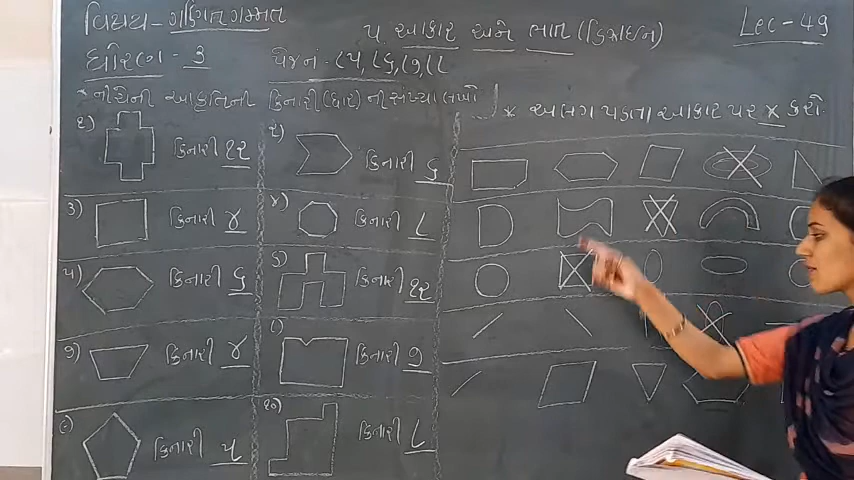 વિષય - ગણિતગમ્મત
૫ આકાર અને ભાત (ડિઝાઇન)
Lec - 49
ધોરણ - 3
પેજનં - ૮૫, ૮૬, ૮૭, ૮૮
* નીચેની આકૃતિની કિનારી (ધાર) ની સંખ્યા લખો
* અલગ પડતા આકાર પર x કરો
૧) કિનારી ૧૨
૨) કિનારી ૬
૩) કિનારી ૪
૪) કિનારી ૮
૫) કિનારી ૬
૬) કિનારી ૧૨
૭) કિનારી ૪
૮) કિનારી ૭
૯) કિનારી ૫
૧૦) કિનારી ૮